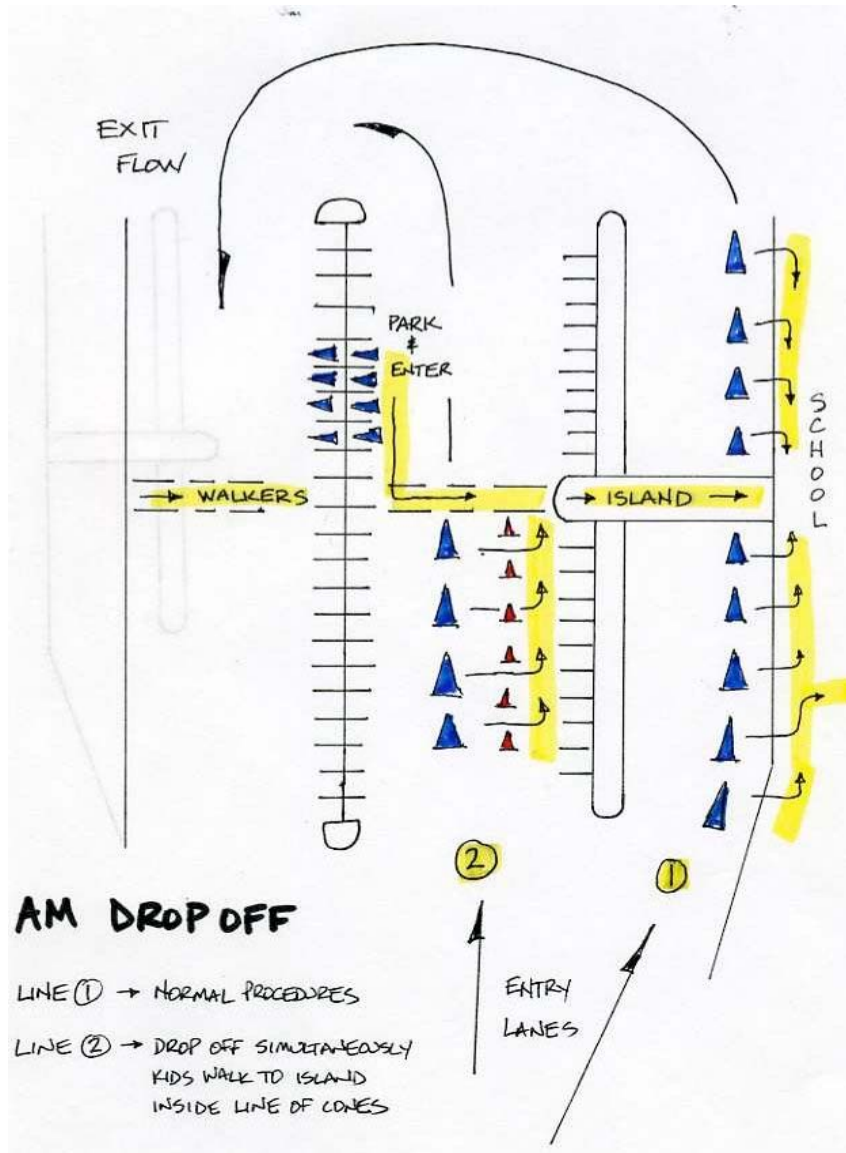 EXIT
FLOW
PARK
&
ENTER
SCHOOL
WALKERS
ISLAND
2
1
AM DROP OFF
ENTRY
LANES
LINE 1 → NORMAL PROCEDURES
LINE 2 → DROP OFF SIMULTANEOUSLY
KIDS WALK TO ISLAND
INSIDE LINE OF CONES